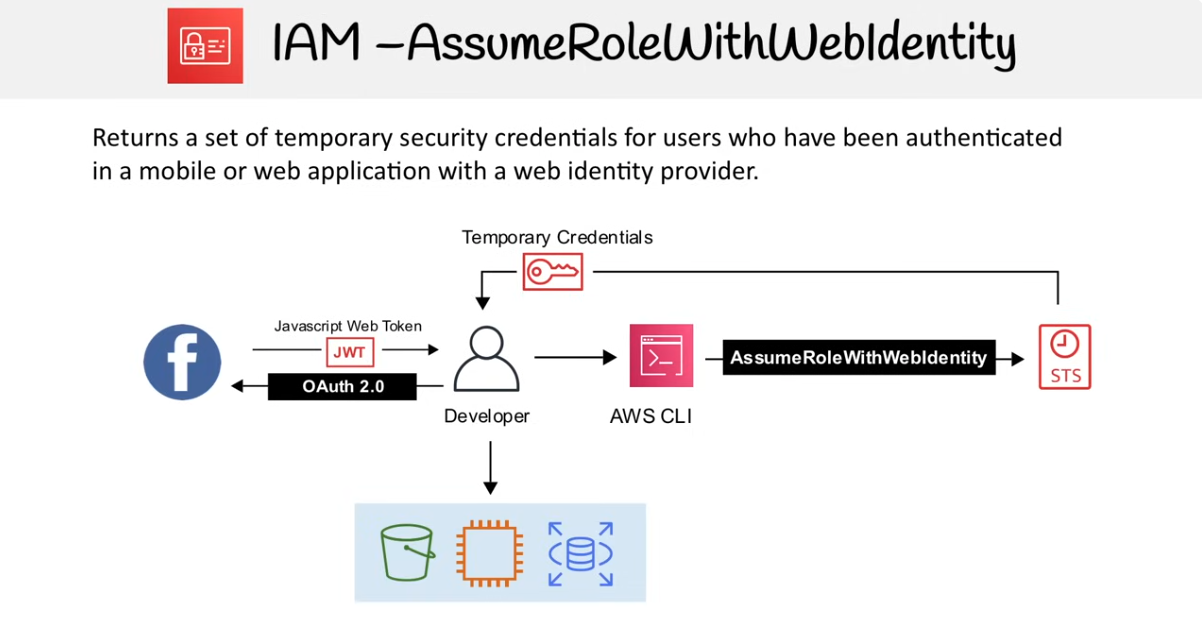 IAM –AssumeRoleWithWebIdentity
Returns a set of temporary security credentials for users who have been authenticated
in a mobile or web application with a web identity provider.
Temporary Credentials
Javascript Web Token
JWT
OAuth 2.0
Developer
AWS CLI
AssumeRoleWithWebIdentity
STS